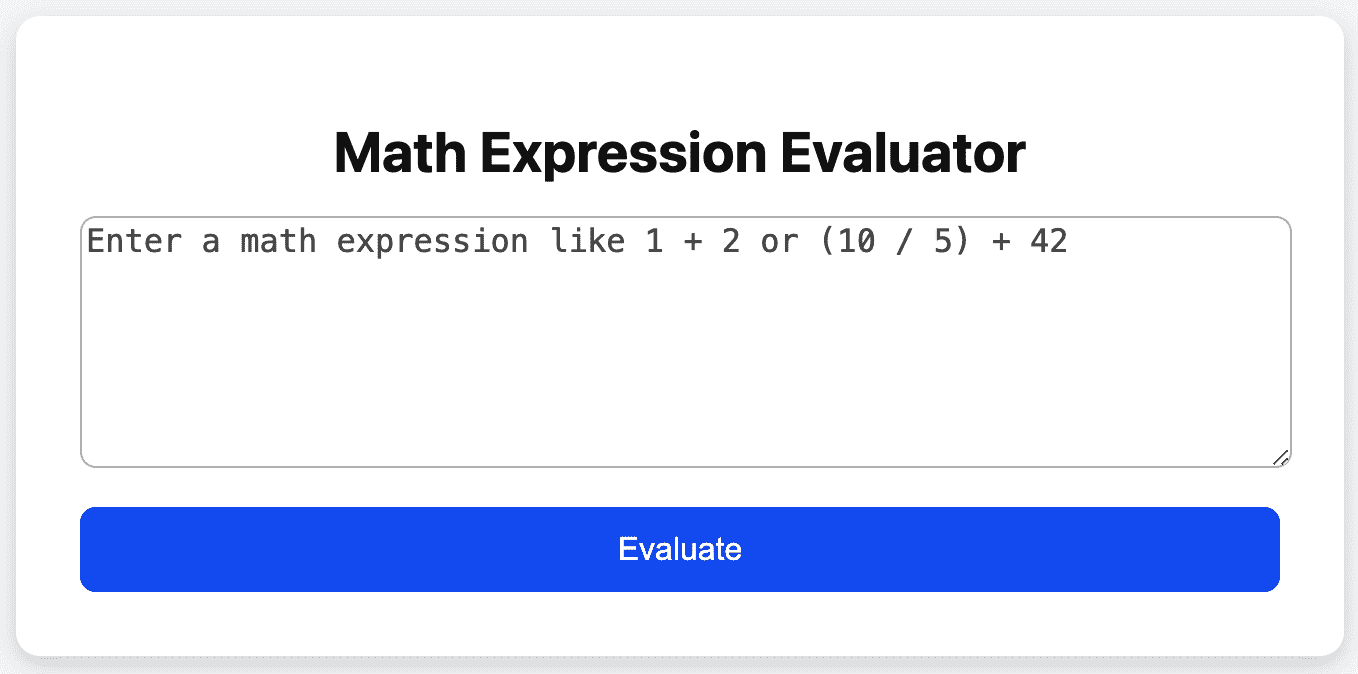 Math Expression Evaluator
Enter a math expression like 1 + 2 or (10 / 5) + 42
Evaluate